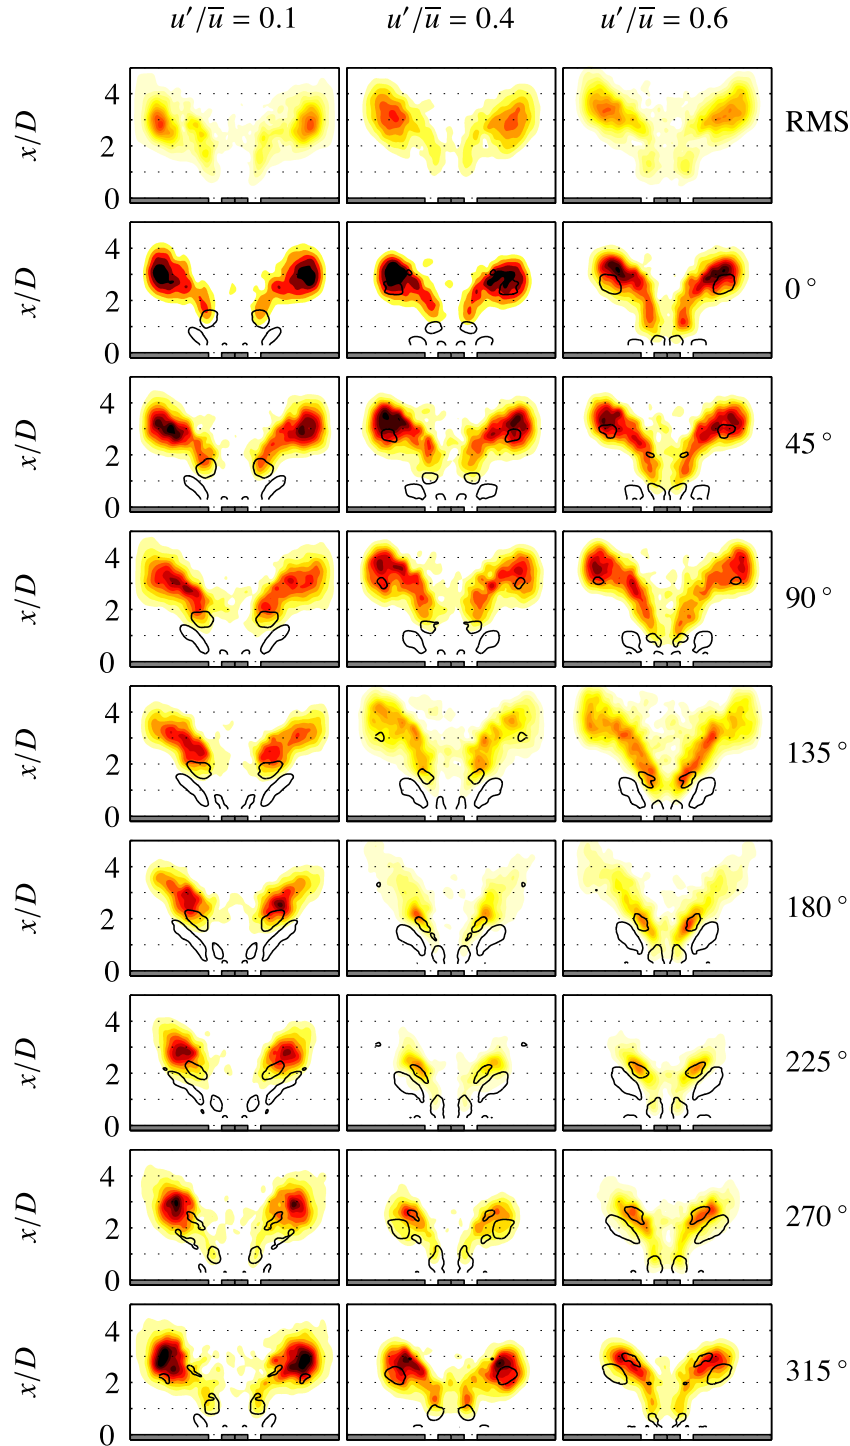 u′/u̅ = 0.1 u′/u̅ = 0.4 u′/u̅ = 0.6
x/D 4 2 0 RMS
x/D 4 2 0 0°
x/D 4 2 0 45°
x/D 4 2 0 90°
x/D 4 2 0 135°
x/D 4 2 0 180°
x/D 4 2 0 225°
x/D 4 2 0 270°
x/D 4 2 0 315°